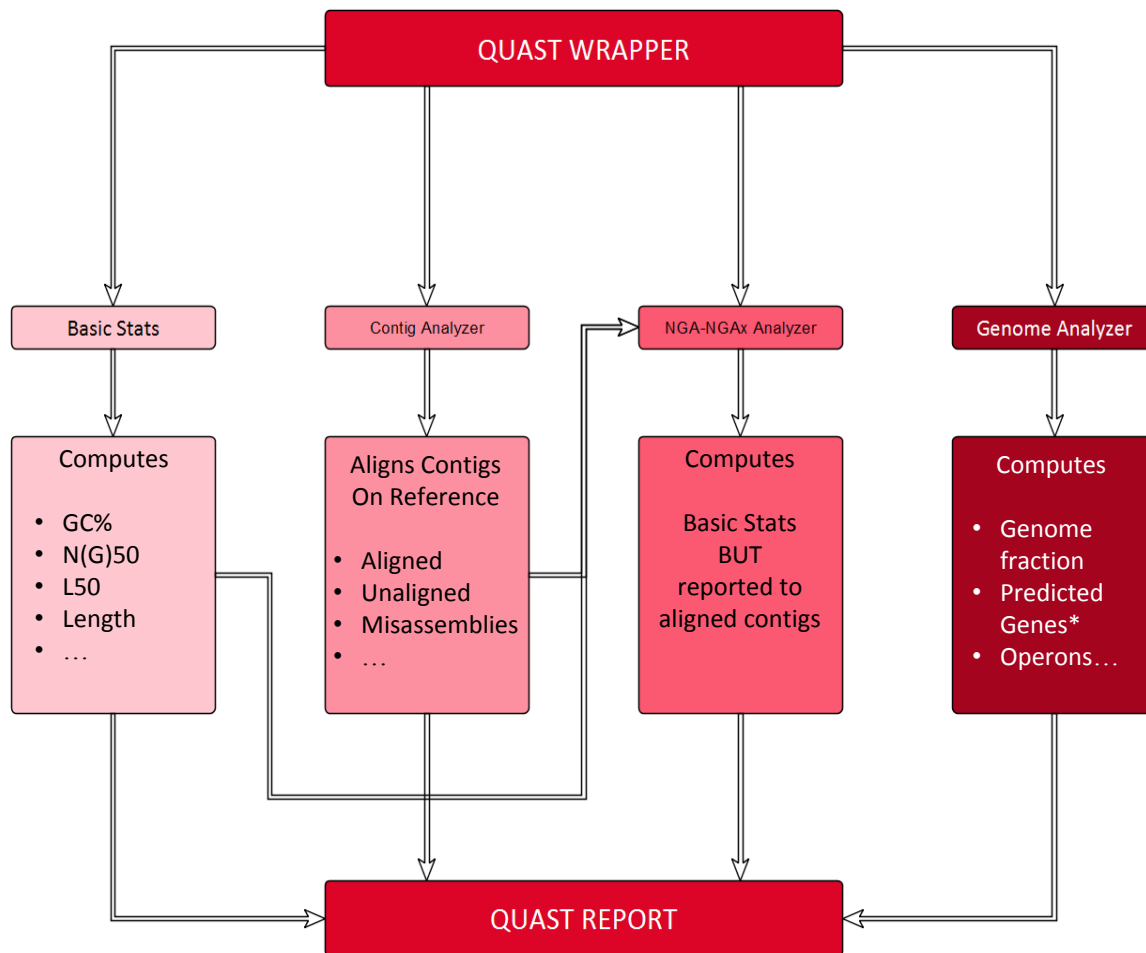 QUAST WRAPPER
Basic Stats
Contig Analyzer
NGA-NGAx Analyzer
Genome Analyzer
Computes
• GC%
• N(G)50
• L50
• Length
• …
Aligns Contigs
On Reference
• Aligned
• Unaligned
• Misassemblies
• …
Computes
Basic Stats
BUT
reported to
aligned contigs
Computes
• Genome
fraction
• Predicted
Genes*
• Operons…
QUAST REPORT